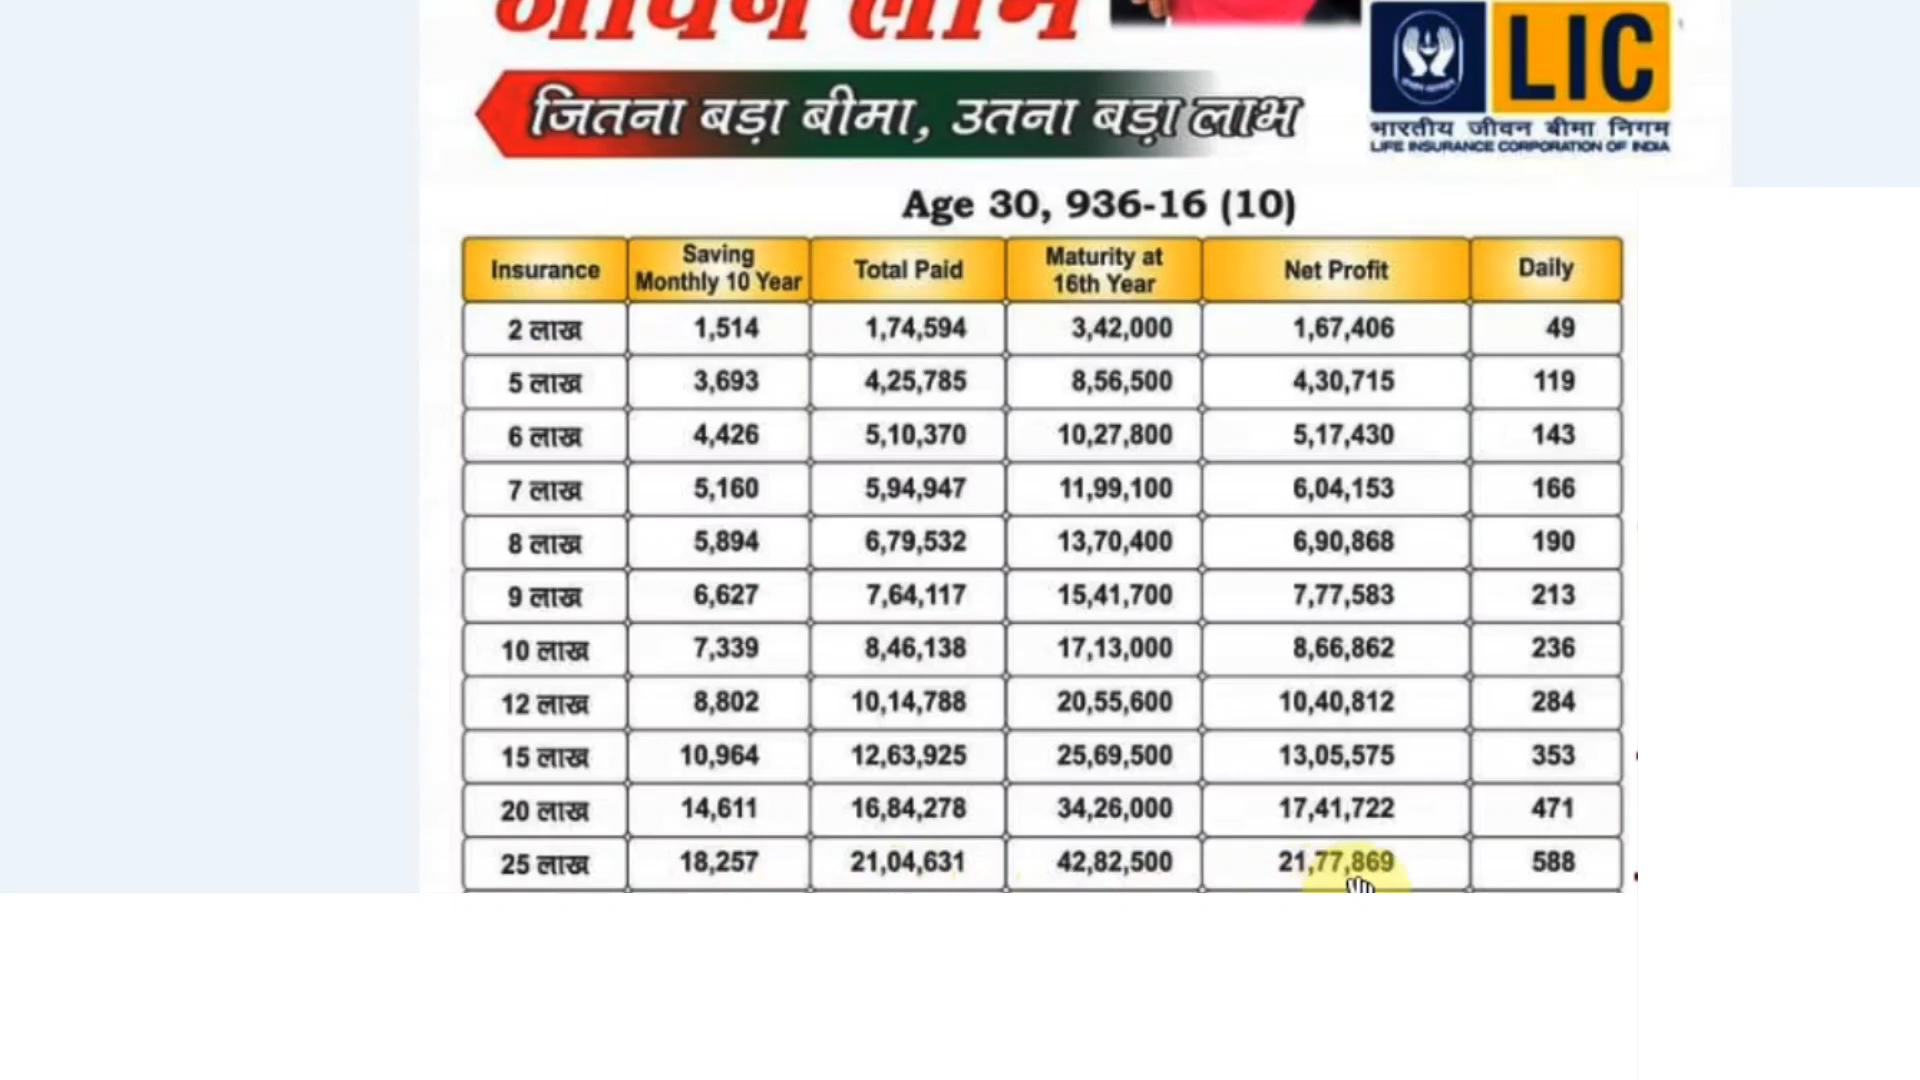 LIC
भारतीय जीवन बीमा निगम
LIFE INSURANCE CORPORATION OF INDIA
जितना बड़ा बीमा, उतना बड़ा लाभ
Age 30, 936-16 (10)
Insurance Saving Monthly 10 Year Total Paid Maturity at 16th Year Net Profit Daily
2 लाख 1,514 1,74,594 3,42,000 1,67,406 49
5 लाख 3,693 4,25,785 8,56,500 4,30,715 119
6 लाख 4,426 5,10,370 10,27,800 5,17,430 143
7 लाख 5,160 5,94,947 11,99,100 6,04,153 166
8 लाख 5,894 6,79,532 13,70,400 6,90,868 190
9 लाख 6,627 7,64,117 15,41,700 7,77,583 213
10 लाख 7,339 8,46,138 17,13,000 8,66,862 236
12 लाख 8,802 10,14,788 20,55,600 10,40,812 284
15 लाख 10,964 12,63,925 25,69,500 13,05,575 353
20 लाख 14,611 16,84,278 34,26,000 17,41,722 471
25 लाख 18,257 21,04,631 42,82,500 21,77,869 588